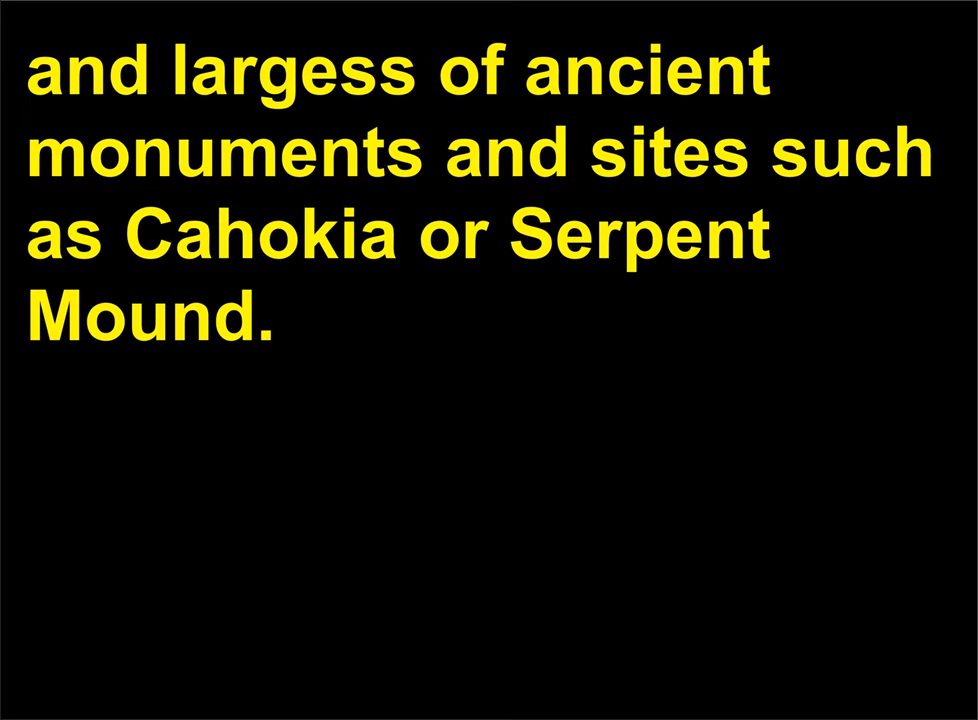 and largess of ancient
monuments and sites such
as Cahokia or Serpent
Mound.